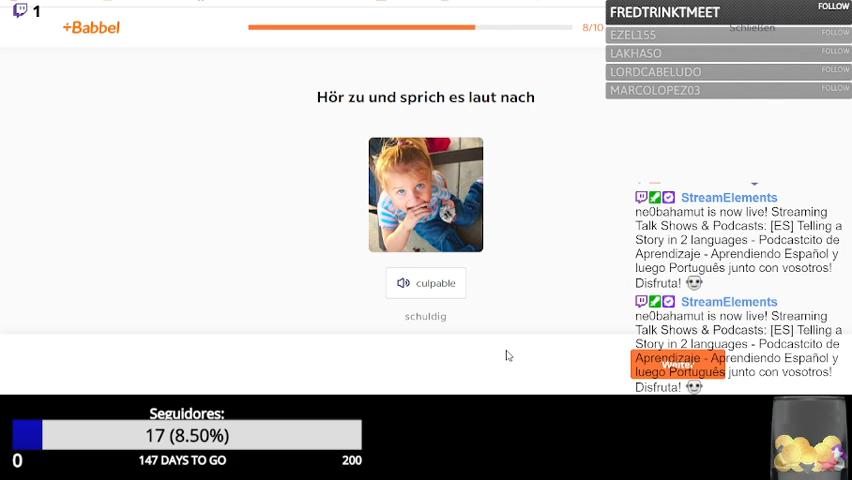 1
+Babbel
8/10
Schließen
FREDTRINKTMEET FOLLOW
EZEL155 FOLLOW
LAKHASO FOLLOW
LORDCABELUDO FOLLOW
MARCOLOPEZ03 FOLLOW
Hör zu und sprich es laut nach
culpable
schuldig
StreamElements
ne0bahamut is now live! Streaming
Talk Shows & Podcasts: [ES] Telling a
Story in 2 languages - Podcastcito de
Aprendizaje - Aprendiendo Español y
luego Português junto con vosotros!
Disfruta!
StreamElements
ne0bahamut is now live! Streaming
Talk Shows & Podcasts: [ES] Telling a
Story in 2 languages - Podcastcito de
Aprendizaje - Aprendiendo Español y
luego Português junto con vosotros!
Disfruta!
Weiter
Seguidores:
17 (8.50%)
0 147 DAYS TO GO 200